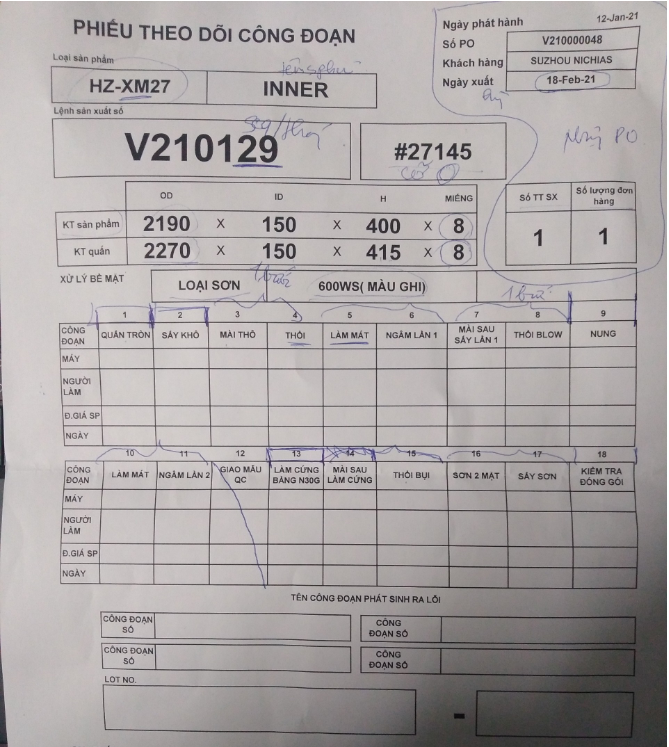 PHIẾU THEO DÕI CÔNG ĐOẠN
Ngày phát hành 12-Jan-21
Số PO V210000048
Khách hàng SUZHOU NICHIAS
Ngày xuất 18-Feb-21
Loại sản phẩm
HZ-XM27 INNER
Lệnh sản xuất số
V210129 #27145
PO
OD ID H MIẾNG
KT sản phẩm 2190 X 150 X 400 X 8
KT quấn 2270 X 150 X 415 X 8
Số TT SX Số lượng đơn hàng
1 1
XỬ LÝ BỀ MẶT LOẠI SƠN 600WS( MÀU GHI)
1 2 3 4 5 6 7 8 9
CÔNG ĐOẠN QUẤN TRÒN SẤY KHÔ MÀI THÔ THỔI LÀM MÁT NGÂM LẦN 1 MÀI SAU SẤY LẦN 1 THỔI BLOW NUNG
MÁY
NGƯỜI LÀM
Đ.GIÁ SP
NGÀY
10 11 12 13 14 15 16 17 18
CÔNG ĐOẠN LÀM MÁT NGÂM LẦN 2 GIAO MẪU QC LÀM CỨNG BẰNG N30G MÀI SAU LÀM CỨNG THỔI BỤI SƠN 2 MẶT SẤY SƠN KIỂM TRA ĐÓNG GÓI
MÁY
NGƯỜI LÀM
Đ.GIÁ SP
NGÀY
TÊN CÔNG ĐOẠN PHÁT SINH RA LỖI
CÔNG ĐOẠN SỐ CÔNG ĐOẠN SỐ
CÔNG ĐOẠN SỐ CÔNG ĐOẠN SỐ
LOT NO.
-